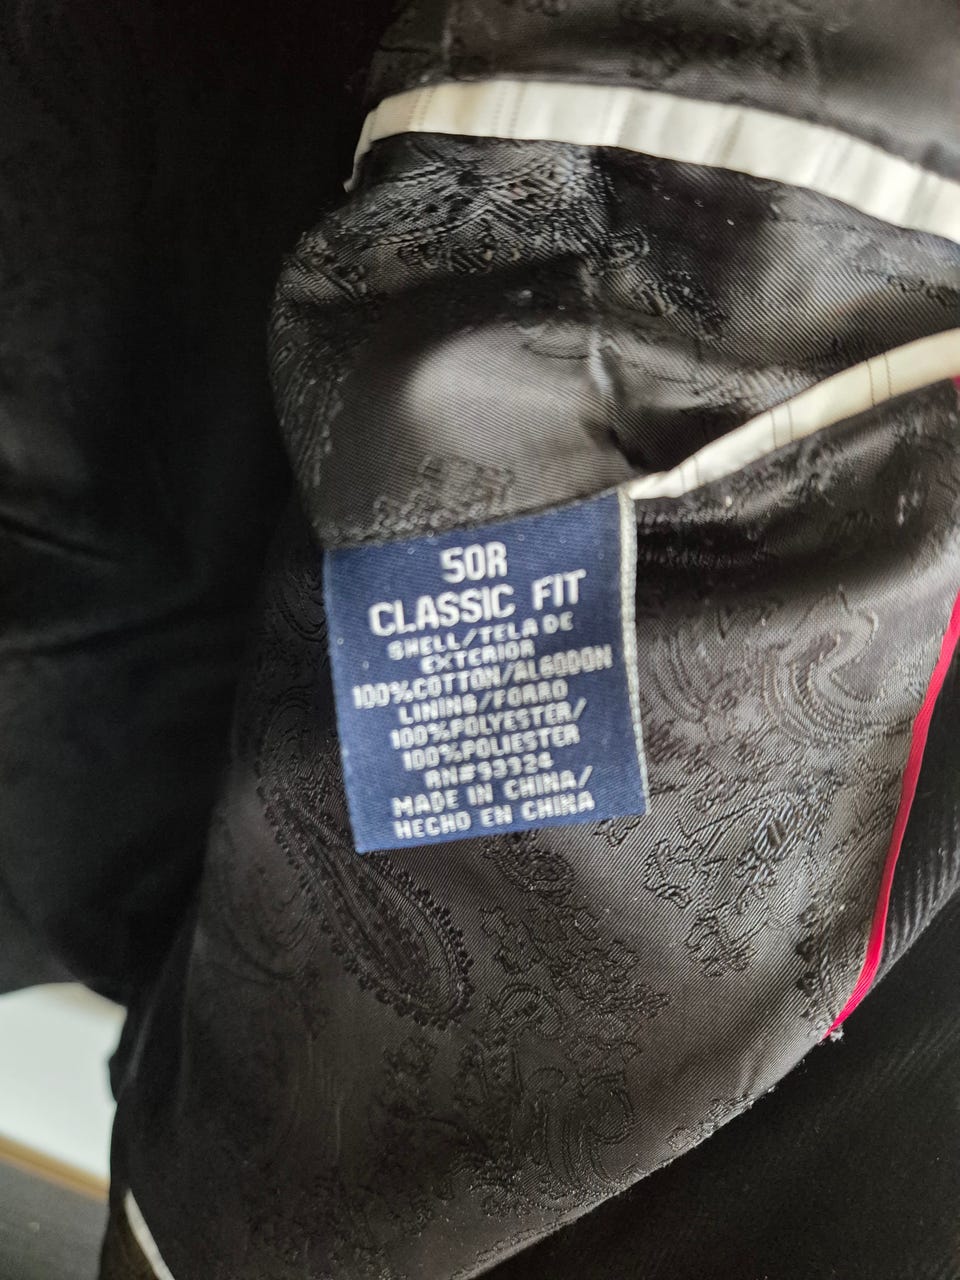 50R
CLASSIC FIT
SHELL/TELA DE
EXTERIOR
100%COTTON/ALGODON
LINING/FORRO
100%POLYESTER/
100%POLIESTER
RN#93924
MADE IN CHINA/
HECHO EN CHINA